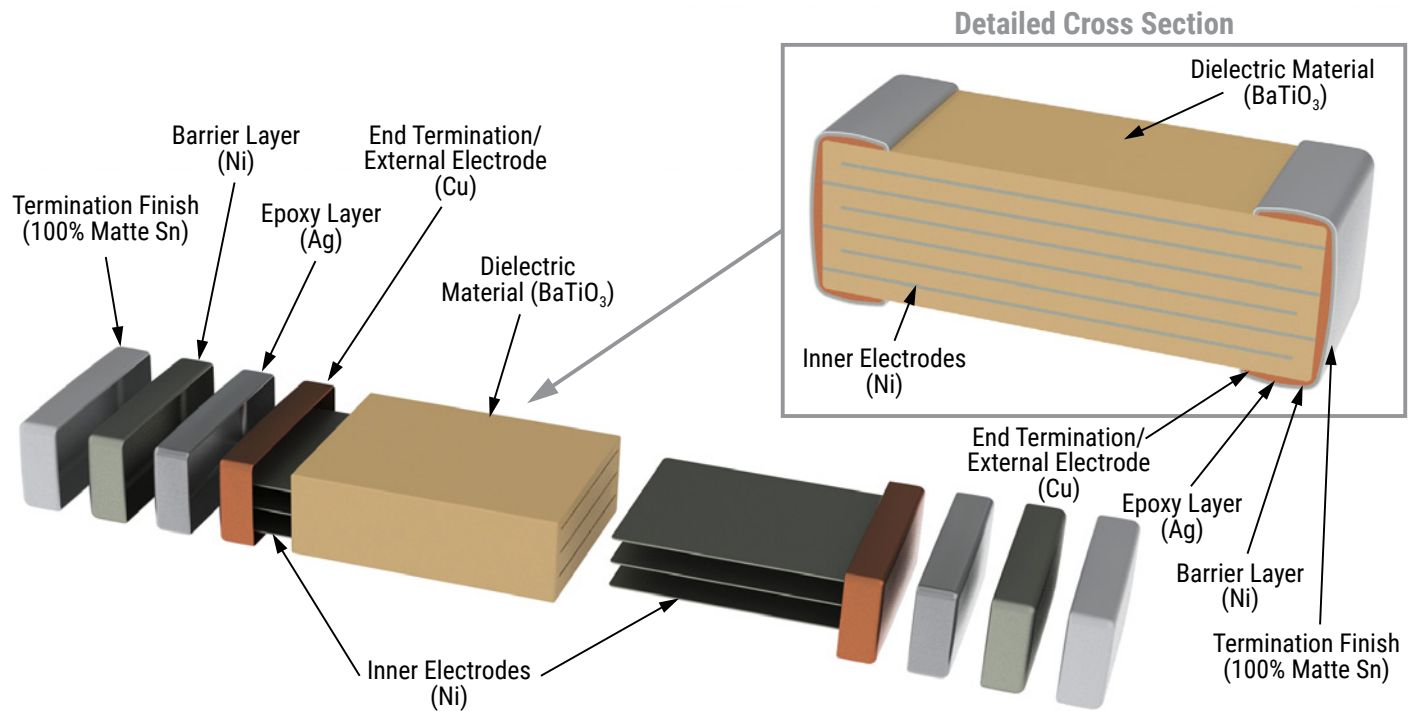 Detailed Cross Section
Dielectric Material
(BaTiO₃)
Barrier Layer
(Ni)
End Termination/
External Electrode
(Cu)
Termination Finish
(100% Matte Sn)
Epoxy Layer
(Ag)
Dielectric
Material (BaTiO₃)
Inner Electrodes
(Ni)
End Termination/
External Electrode
(Cu)
Epoxy Layer
(Ag)
Barrier Layer
(Ni)
Termination Finish
(100% Matte Sn)
Inner Electrodes
(Ni)